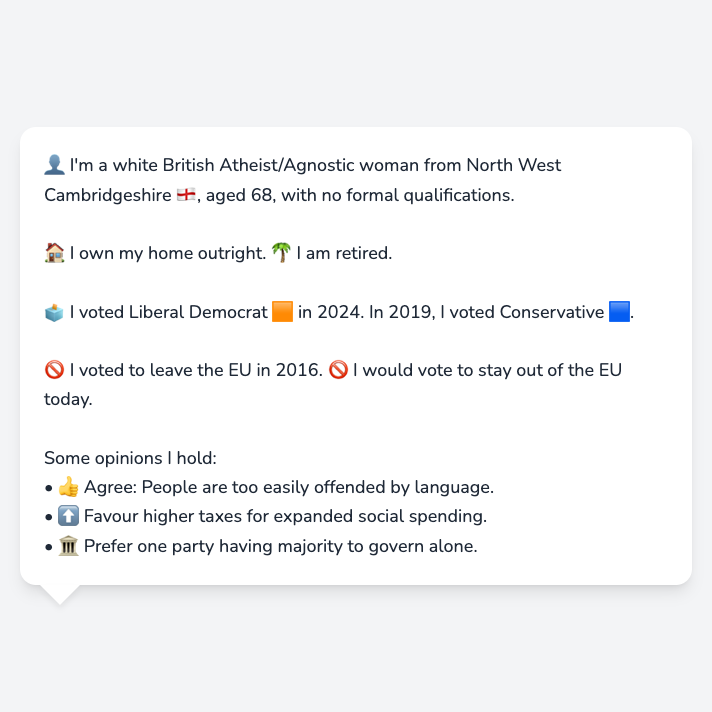 👤 I'm a white British Atheist/Agnostic woman from North West
Cambridgeshire 🏴󠁧󠁢󠁥󠁮󠁧󠁿, aged 68, with no formal qualifications.
🏠 I own my home outright. 🌴 I am retired.
🗳️ I voted Liberal Democrat 🟧 in 2024. In 2019, I voted Conservative 🟦.
🚫 I voted to leave the EU in 2016. 🚫 I would vote to stay out of the EU
today.
Some opinions I hold:
• 👍 Agree: People are too easily offended by language.
• ⬆️ Favour higher taxes for expanded social spending.
• 🏛️ Prefer one party having majority to govern alone.